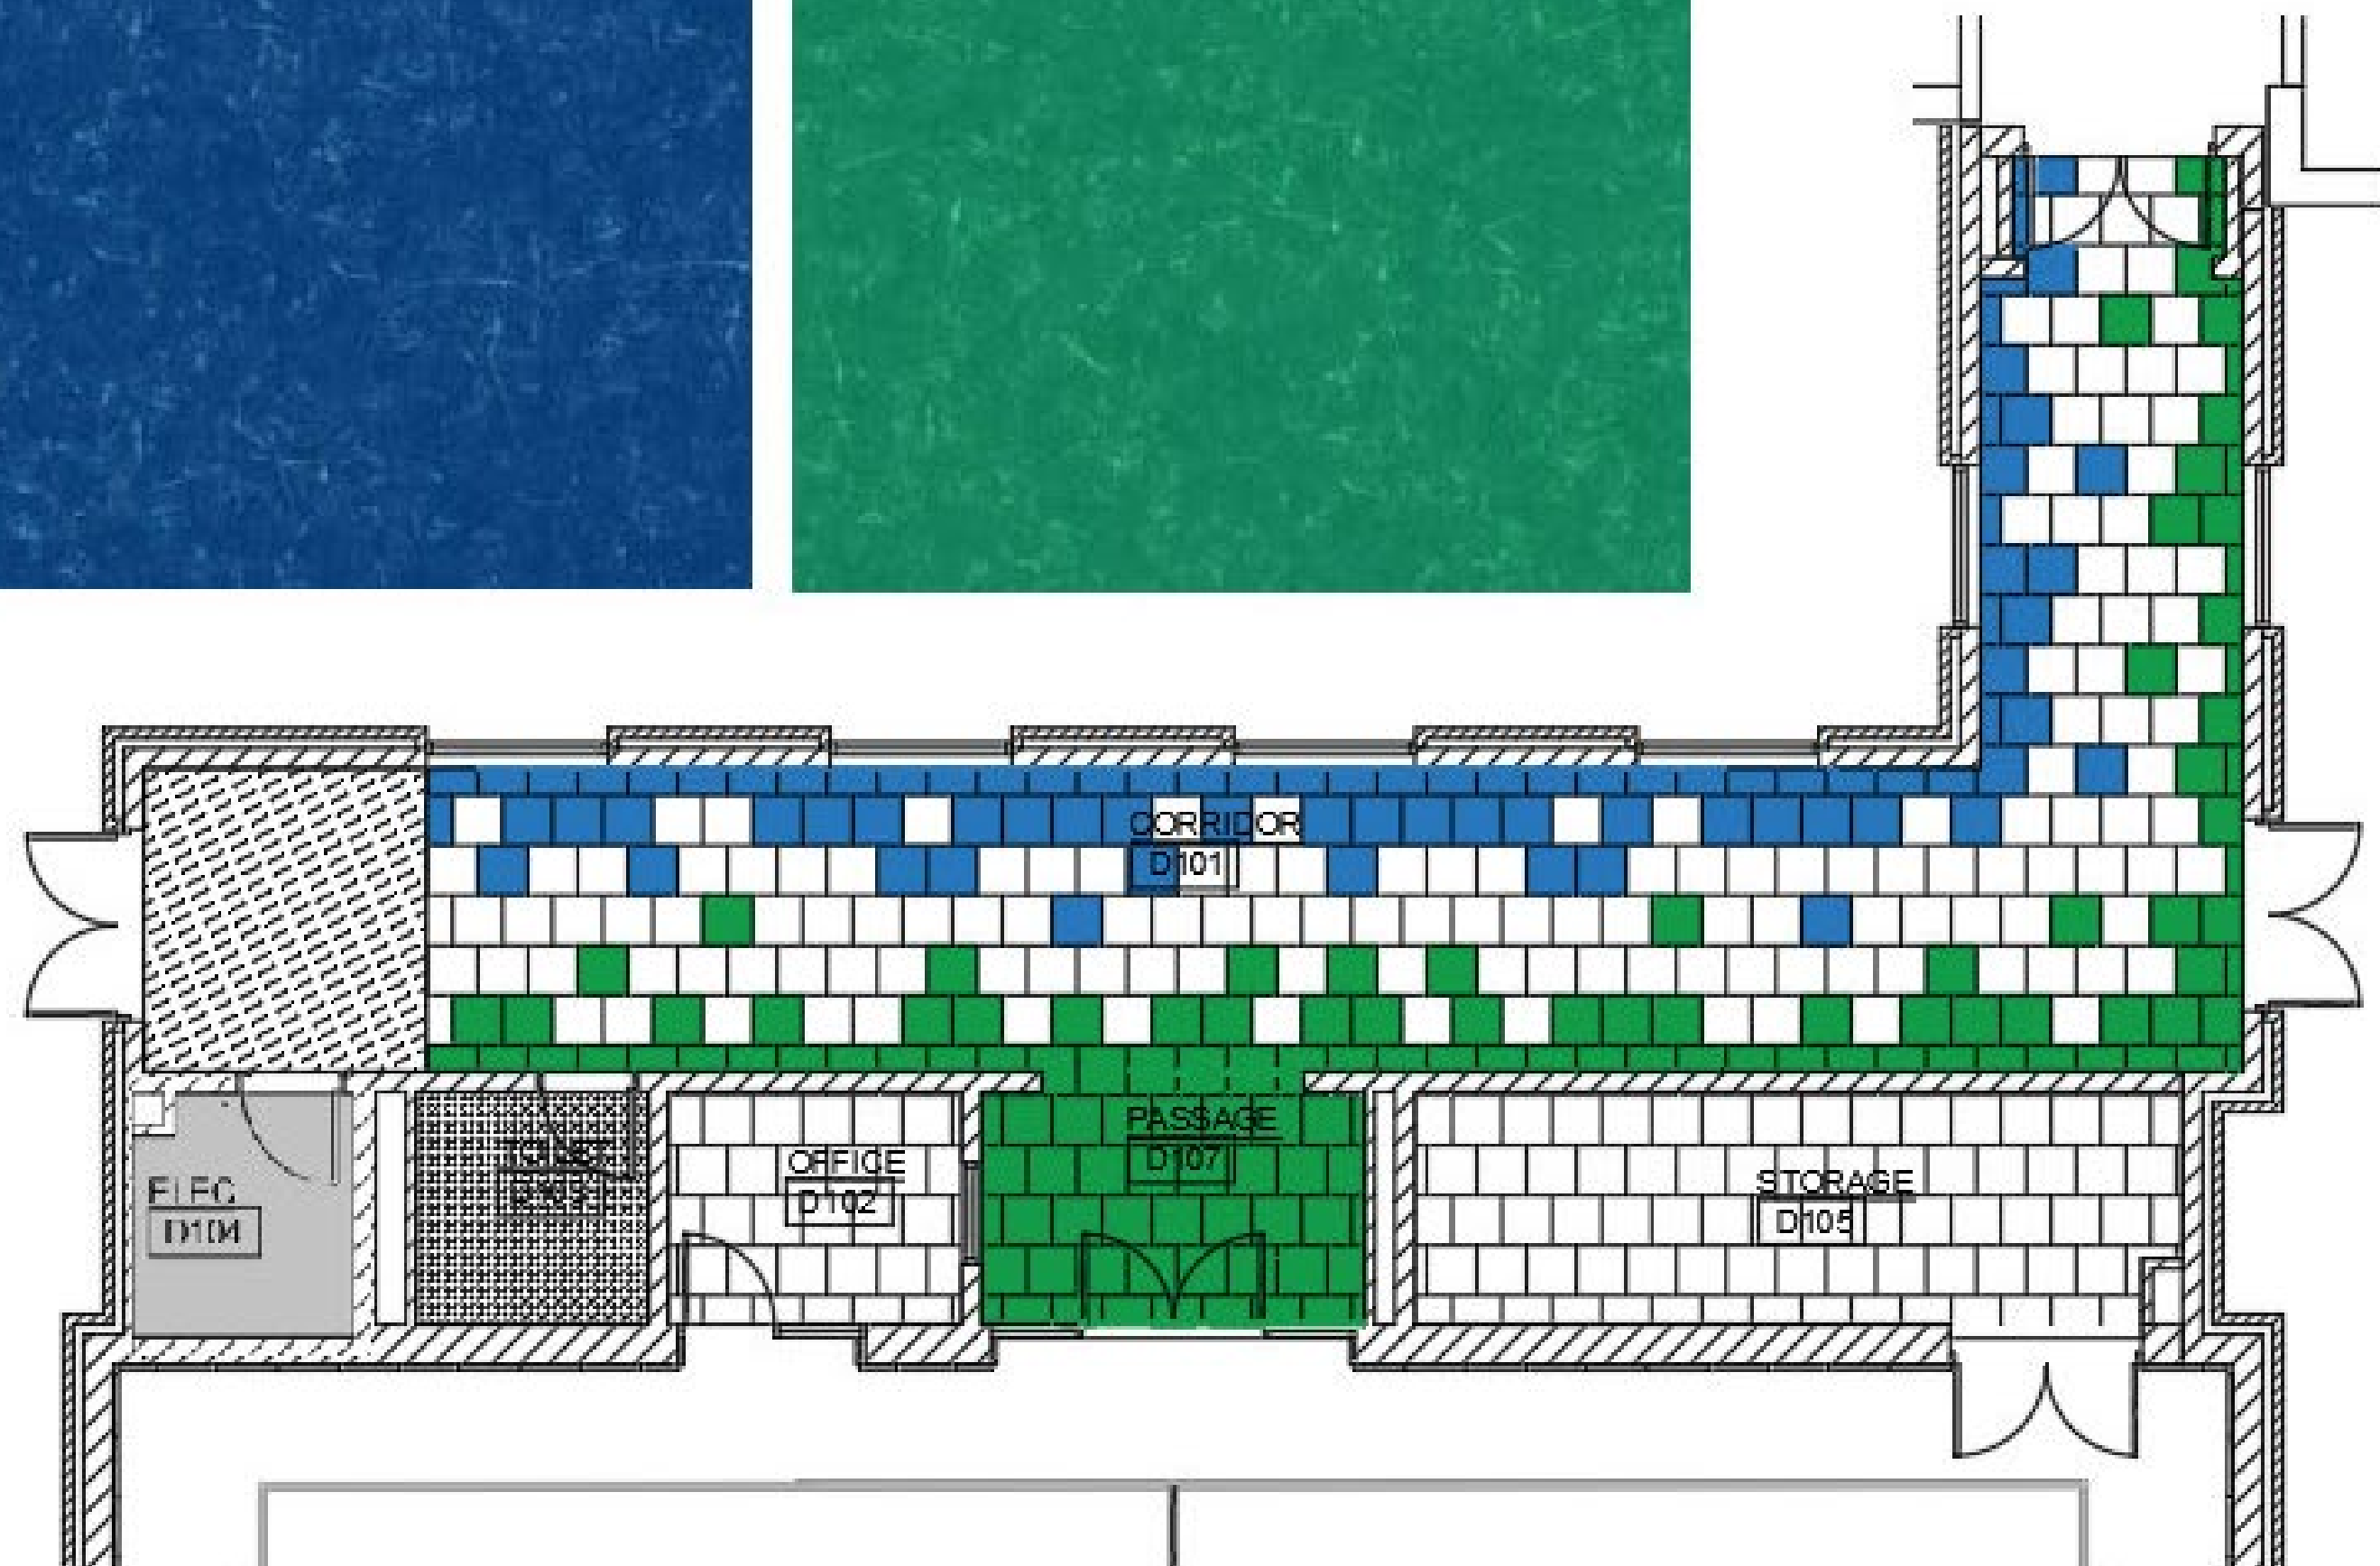 CORRIDOR
D101
PASSAGE
D107
OFFICE
D102
STORAGE
D105
ELEC
D104